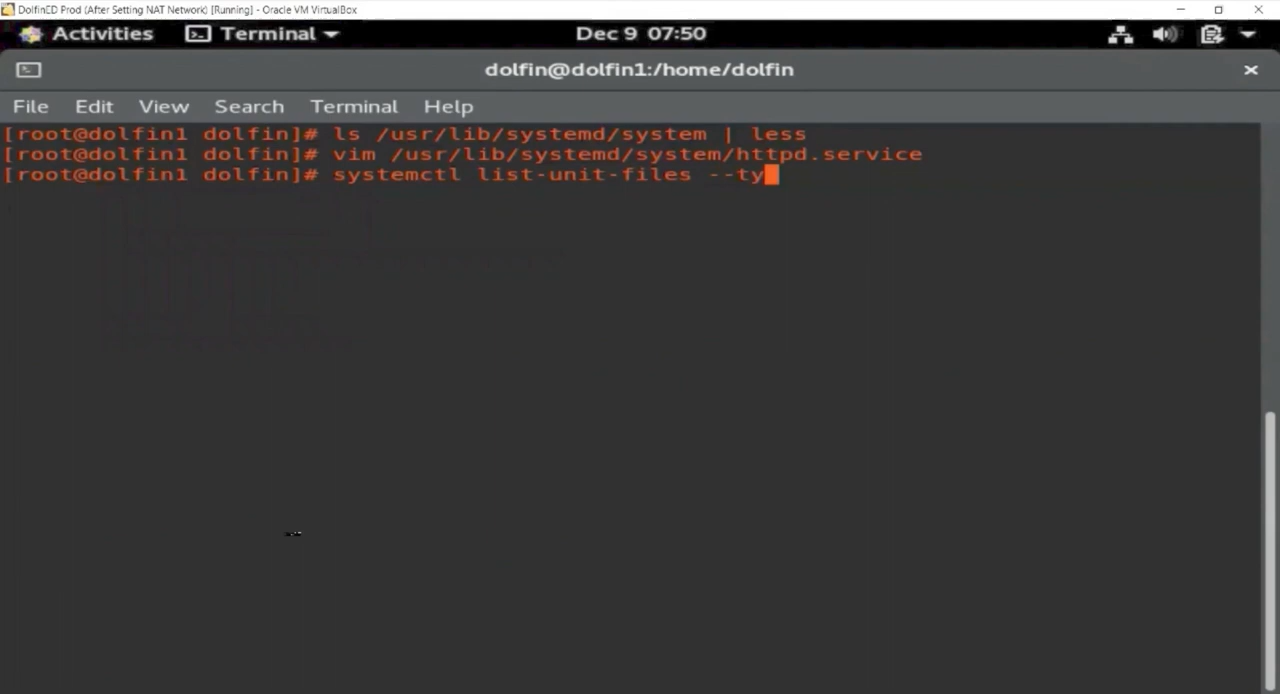 DolfinED Prod (After Setting NAT Network) [Running] - Oracle VM VirtualBox
Activities Terminal Dec 9 07:50
dolfin@dolfin1:/home/dolfin
File Edit View Search Terminal Help
[root@dolfin1 dolfin]# ls /usr/lib/systemd/system | less
[root@dolfin1 dolfin]# vim /usr/lib/systemd/system/httpd.service
[root@dolfin1 dolfin]# systemctl list-unit-files --ty